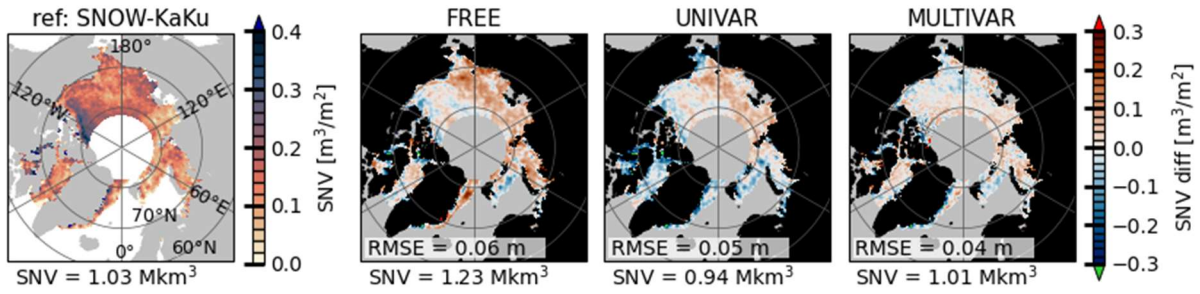 ref: SNOW-KaKu
FREE
UNIVAR
MULTIVAR
180°
120°W
120°E
60°E
70°N
0°
60°N
0.4
0.3
0.2
0.1
0.0
SNV [m³/m²]
RMSE = 0.06 m
RMSE = 0.05 m
RMSE = 0.04 m
0.3
0.2
0.1
0.0
−0.1
−0.2
−0.3
SNV diff [m³/m²]
SNV = 1.03 Mkm³
SNV = 1.23 Mkm³
SNV = 0.94 Mkm³
SNV = 1.01 Mkm³